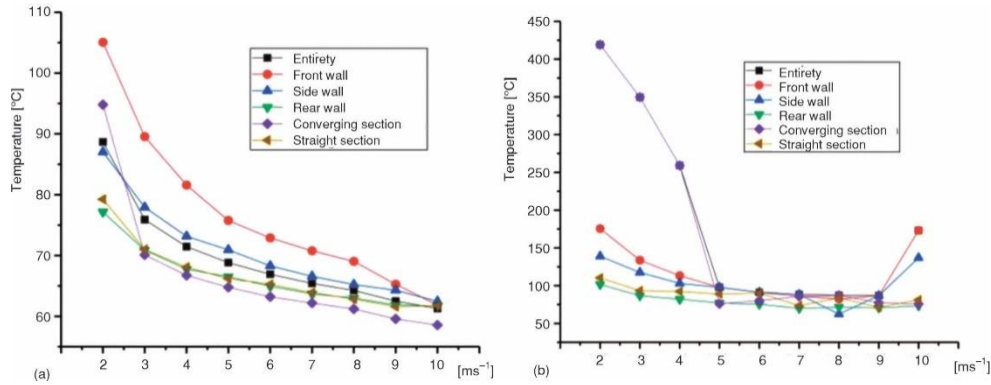 110
100
90
80
70
60
Temperature [°C]
Entirety
Front wall
Side wall
Rear wall
Converging section
Straight section
2 3 4 5 6 7 8 9 10
(a)
[ms⁻¹]
450
400
350
300
250
200
150
100
50
Temperature [°C]
Entirety
Front wall
Side wall
Rear wall
Converging section
Straight section
2 3 4 5 6 7 8 9 10
(b)
[ms⁻¹]